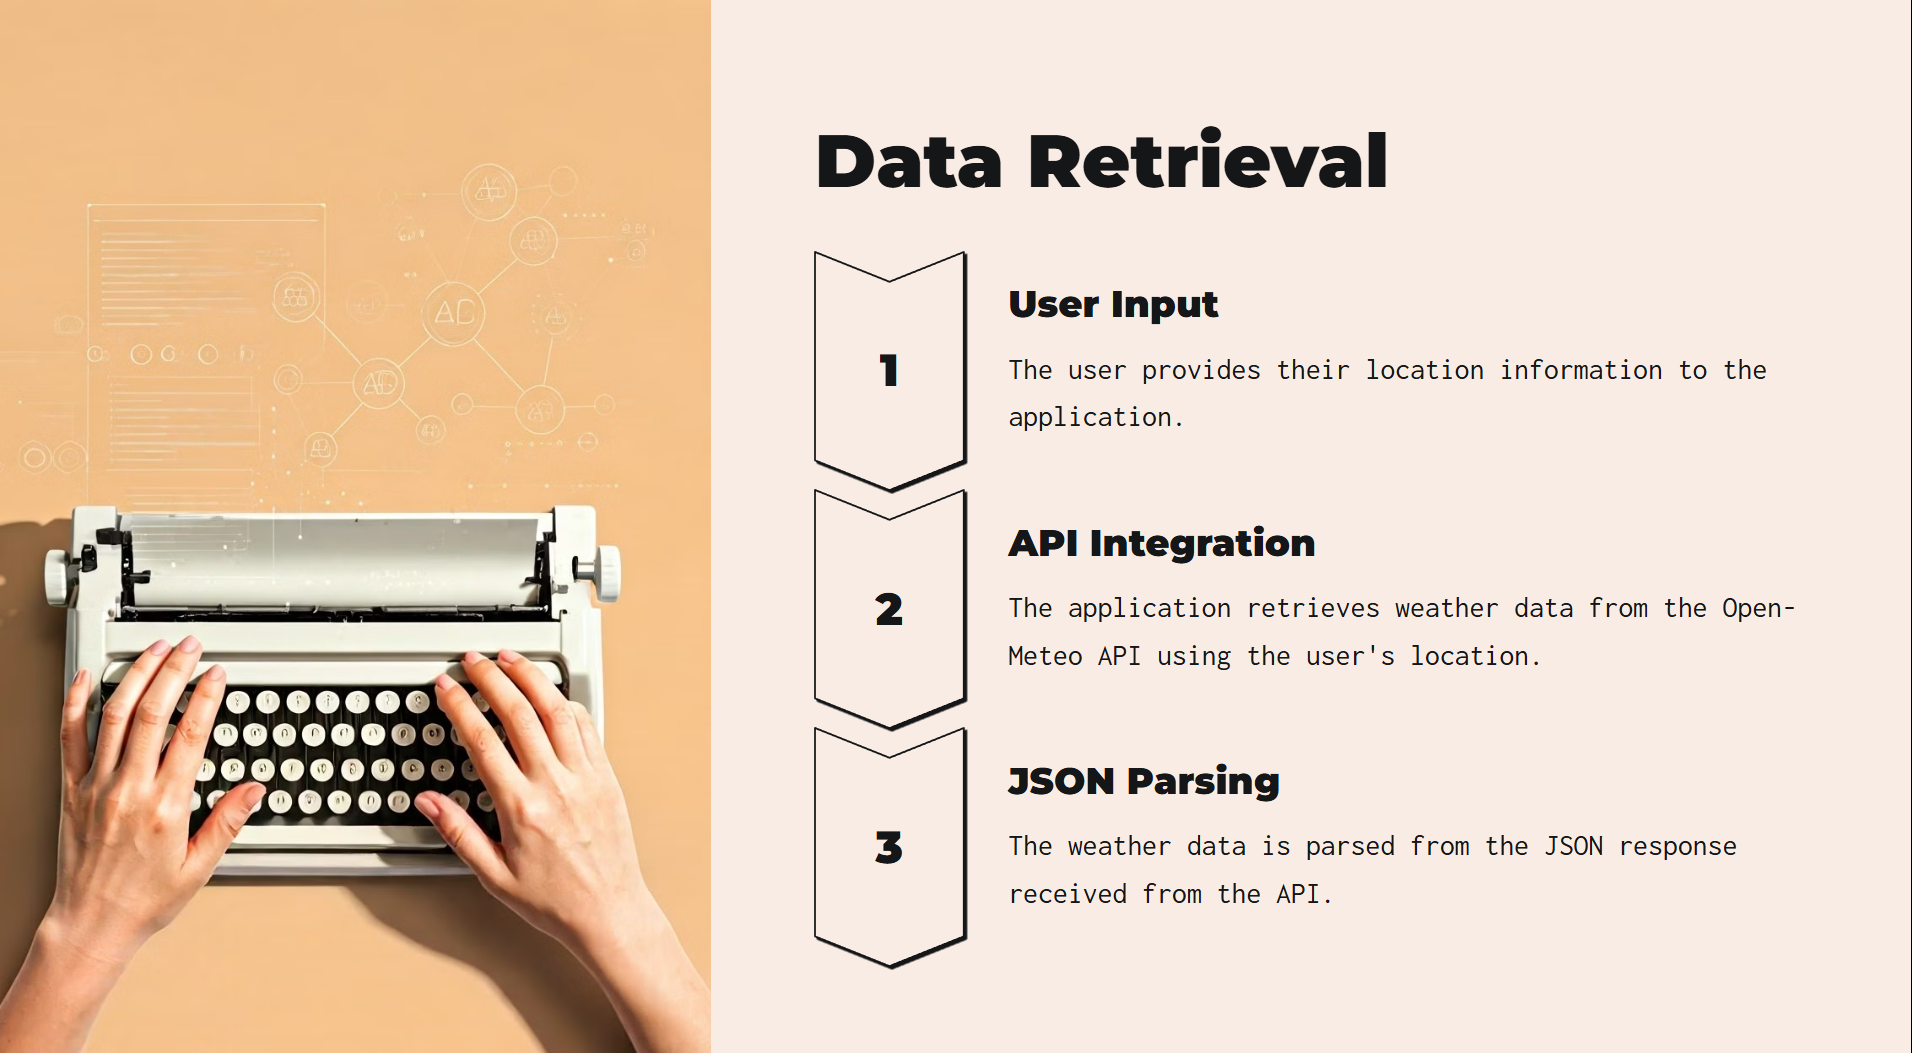 Data Retrieval
1
User Input
The user provides their location information to the
application.
2
API Integration
The application retrieves weather data from the Open-
Meteo API using the user's location.
3
JSON Parsing
The weather data is parsed from the JSON response
received from the API.